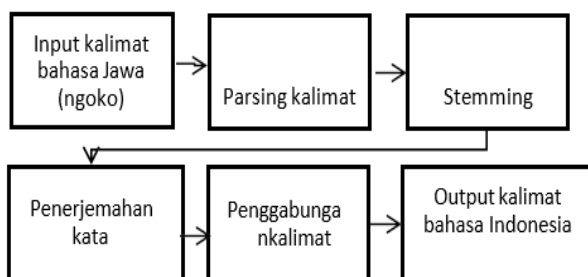 Input kalimat
bahasa Jawa
(ngoko)
Parsing kalimat
Stemming
Penerjemahan
kata
Penggabunga
nkalimat
Output kalimat
bahasa Indonesia